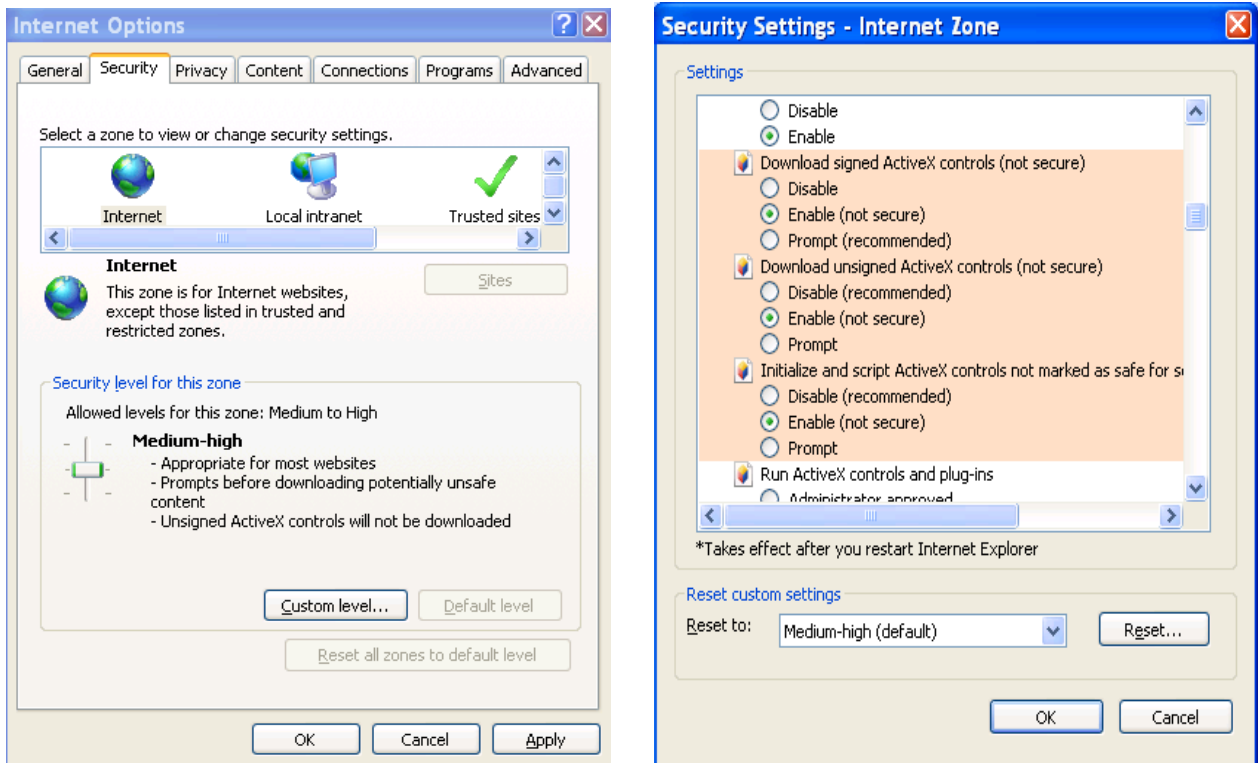 Internet Options
General Security Privacy Content Connections Programs Advanced
Select a zone to view or change security settings.
Internet Local intranet Trusted sites
Internet
This zone is for Internet websites,
except those listed in trusted and
restricted zones.
Sites
Security level for this zone
Allowed levels for this zone: Medium to High
Medium-high
- Appropriate for most websites
- Prompts before downloading potentially unsafe
content
- Unsigned ActiveX controls will not be downloaded
Custom level... Default level
Reset all zones to default level
OK Cancel Apply
Security Settings - Internet Zone
Settings
Disable
Enable
Download signed ActiveX controls (not secure)
Disable
Enable (not secure)
Prompt (recommended)
Download unsigned ActiveX controls (not secure)
Disable (recommended)
Enable (not secure)
Prompt
Initialize and script ActiveX controls not marked as safe for s
Disable (recommended)
Enable (not secure)
Prompt
Run ActiveX controls and plug-ins
Administrator approved
*Takes effect after you restart Internet Explorer
Reset custom settings
Reset to: Medium-high (default) Reset...
OK Cancel